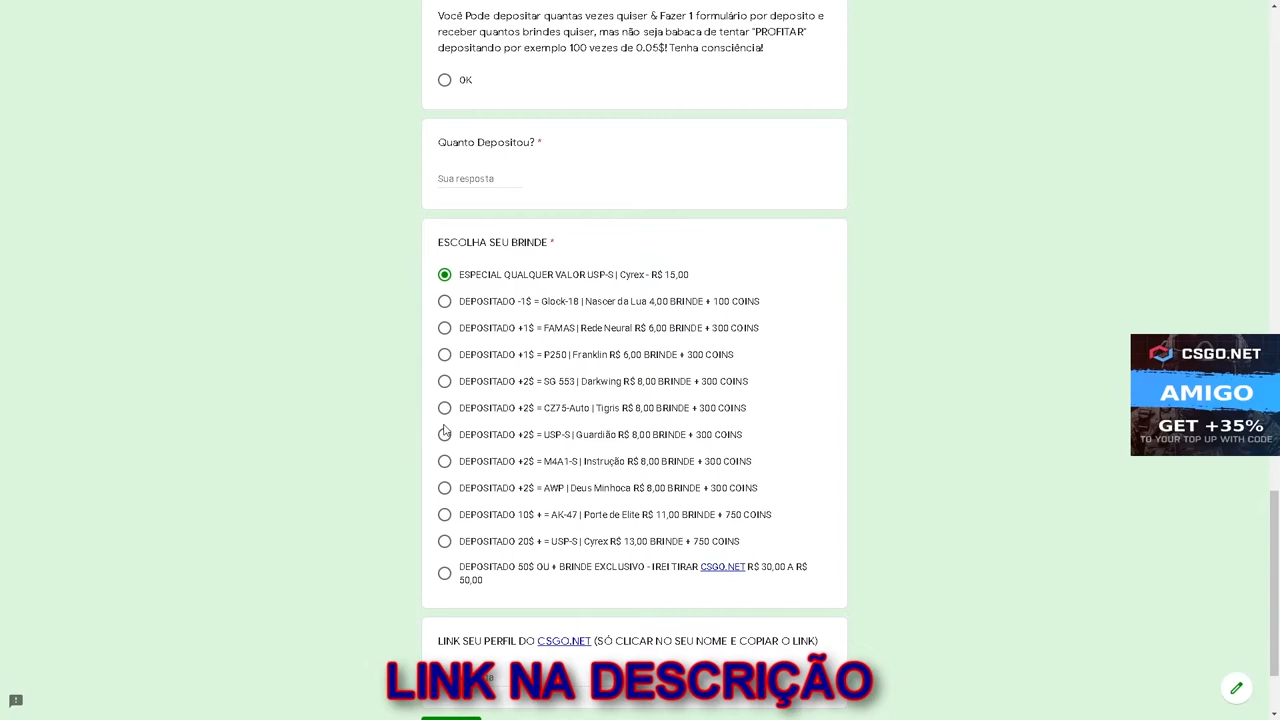 Você Pode depositar quantas vezes quiser & Fazer 1 formulário por deposito e
receber quantos brindes quiser, mas não seja babaca de tentar "PROFITAR"
depositando por exemplo 100 vezes de 0.05$! Tenha consciência!
OK
Quanto Depositou? *
Sua resposta
ESCOLHA SEU BRINDE *
ESPECIAL QUALQUER VALOR USP-S | Cyrex - R$ 15,00
DEPOSITADO -1$ = Glock-18 | Nascer da Lua 4,00 BRINDE + 100 COINS
DEPOSITADO +1$ = FAMAS | Rede Neural R$ 6,00 BRINDE + 300 COINS
DEPOSITADO +1$ = P250 | Franklin R$ 6,00 BRINDE + 300 COINS
DEPOSITADO +2$ = SG 553 | Darkwing R$ 8,00 BRINDE + 300 COINS
DEPOSITADO +2$ = CZ75-Auto | Tigris R$ 8,00 BRINDE + 300 COINS
DEPOSITADO +2$ = USP-S | Guardião R$ 8,00 BRINDE + 300 COINS
DEPOSITADO +2$ = M4A1-S | Instrução R$ 8,00 BRINDE + 300 COINS
DEPOSITADO +2$ = AWP | Deus Minhoca R$ 8,00 BRINDE + 300 COINS
DEPOSITADO 10$ + = AK-47 | Porte de Elite R$ 11,00 BRINDE + 750 COINS
DEPOSITADO 20$ + = USP-S | Cyrex R$ 13,00 BRINDE + 750 COINS
DEPOSITADO 50$ OU + BRINDE EXCLUSIVO - IREI TIRAR CSGO.NET R$ 30,00 A R$
50,00
LINK SEU PERFIL DO CSGO.NET (SÓ CLICAR NO SEU NOME E COPIAR O LINK)
LINK NA DESCRIÇÃO
CSGO.NET
AMIGO
GET +35%
TO YOUR TOP UP WITH CODE